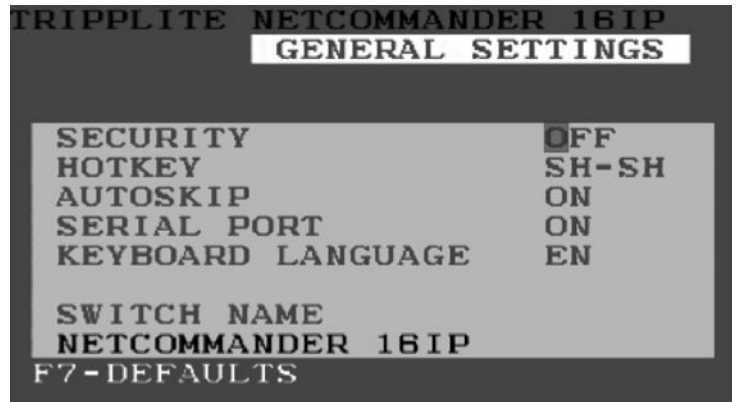 TRIPPLITE NETCOMMANDER 16IP
GENERAL SETTINGS
SECURITY OFF
HOTKEY SH-SH
AUTOSKIP ON
SERIAL PORT ON
KEYBOARD LANGUAGE EN
SWITCH NAME
NETCOMMANDER 16IP
F7-DEFAULTS